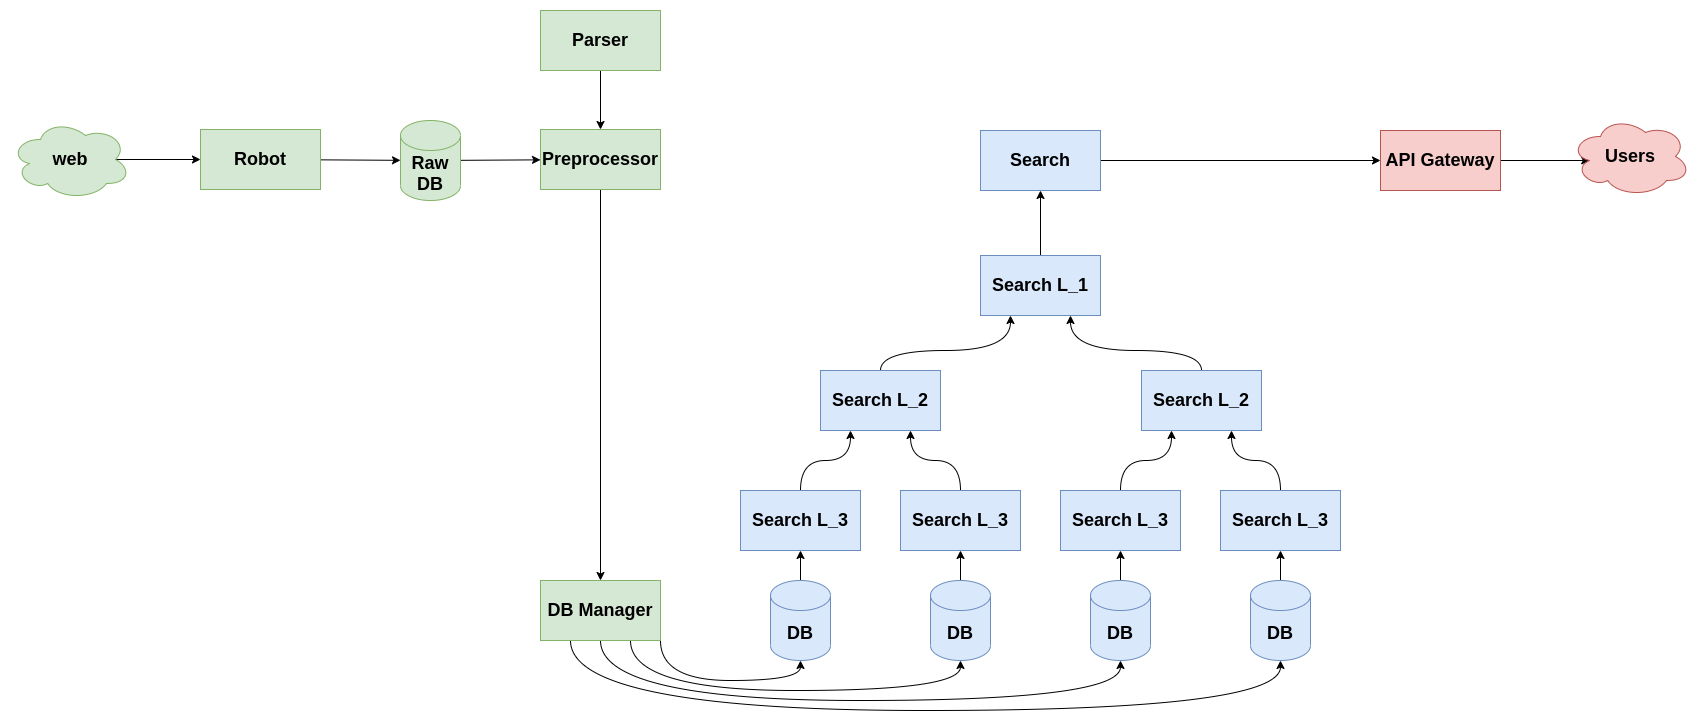 Parser
web
Robot
Raw
DB
Preprocessor
Search
API Gateway
Users
Search L_1
Search L_2
Search L_2
Search L_3
Search L_3
Search L_3
Search L_3
DB Manager
DB
DB
DB
DB